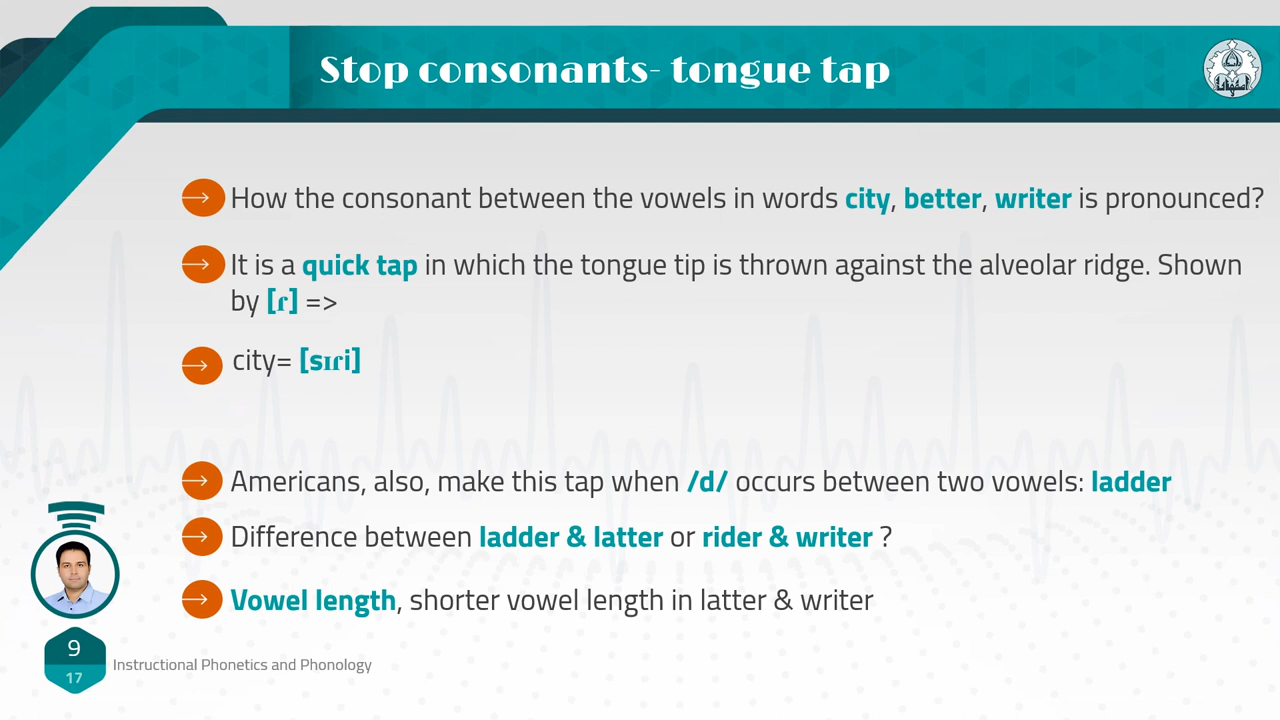 Stop consonants- tongue tap
How the consonant between the vowels in words city, better, writer is pronounced?
It is a quick tap in which the tongue tip is thrown against the alveolar ridge. Shown
by [ɾ] =>
city= [sɪɾi]
Americans, also, make this tap when /d/ occurs between two vowels: ladder
Difference between ladder & latter or rider & writer ?
Vowel length, shorter vowel length in latter & writer
9
17
Instructional Phonetics and Phonology